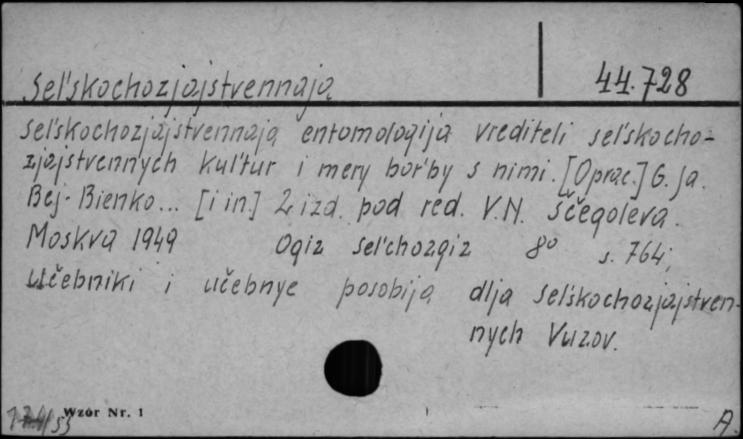 Sel'skochozjajstvennaja 44.728
Sel'skochozjajstvennaja entomologija vrediteli sel'skocho-
zjajstvennych kul'tur i mery bor'by s nimi. [Oprac.] G. Ja.
Bej-Bienko... [i in.] 2 izd. pod red. V.N. Ščegoleva.
Moskva 1949 Ogiz Sel'chozgiz 8° s. 764;
Učebniki i učebnye posobija dlja sel'skochozjajstven-
nych Vuzov.
Wzór Nr. 1
A.